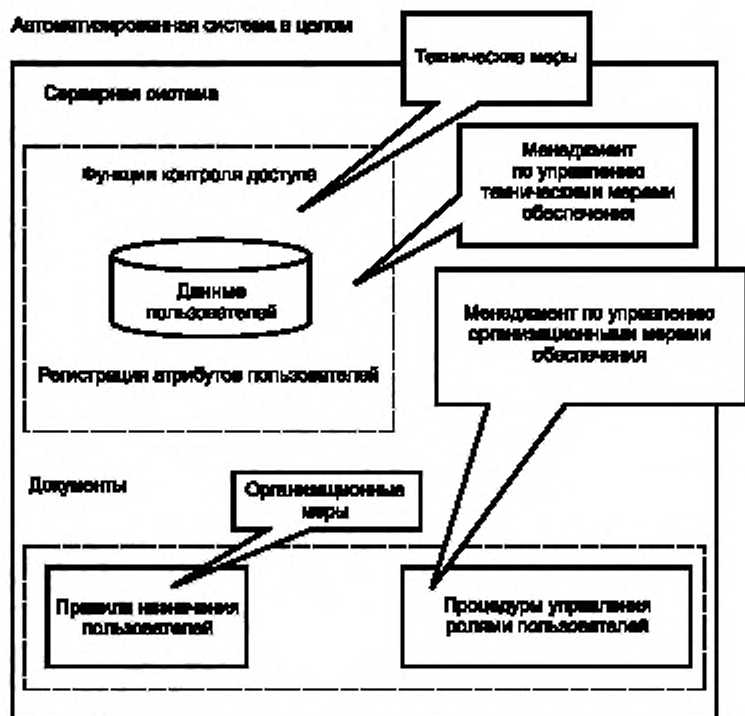 Автоматизированная система в целом
Технические меры
Серверная система
Менеджмент
по управлению
техническими мерами
обеспечения
Функции контроля доступа
Данные
пользователей
Менеджмент по управлению
организационными мерами
обеспечения
Регистрация атрибутов пользователей
Документы
Организационные
меры
Правила назначения
пользователей
Процедуры управления
ролями пользователей